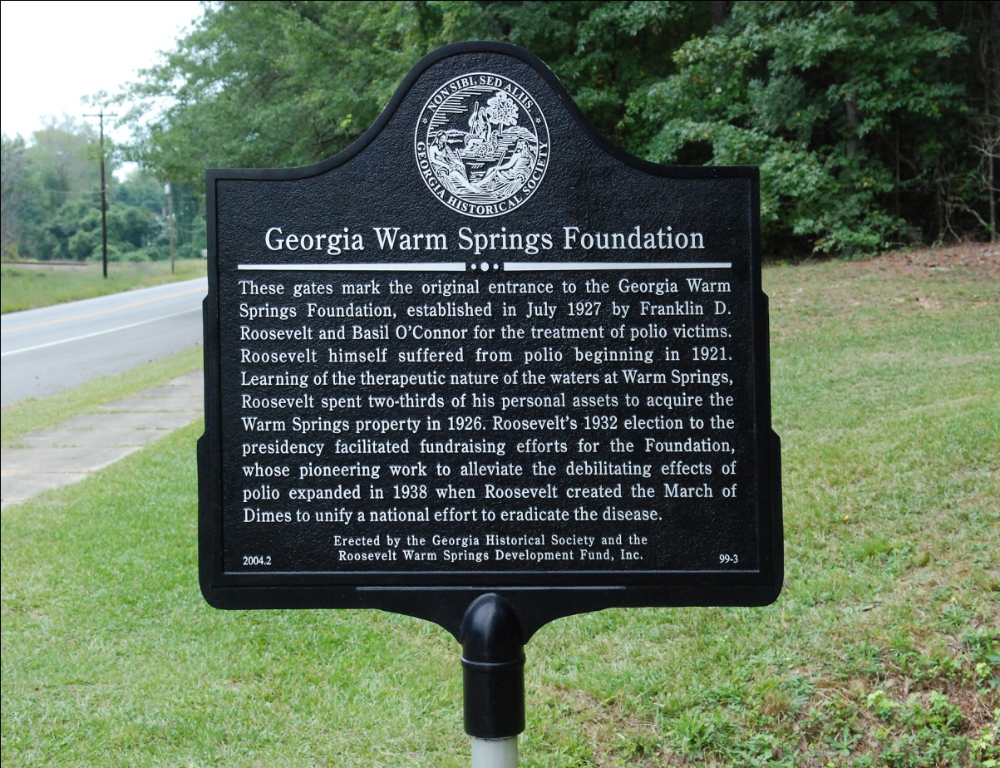 NON SIBI, SED ALIIS
GEORGIA HISTORICAL SOCIETY
Georgia Warm Springs Foundation
These gates mark the original entrance to the Georgia Warm
Springs Foundation, established in July 1927 by Franklin D.
Roosevelt and Basil O'Connor for the treatment of polio victims.
Roosevelt himself suffered from polio beginning in 1921.
Learning of the therapeutic nature of the waters at Warm Springs,
Roosevelt spent two-thirds of his personal assets to acquire the
Warm Springs property in 1926. Roosevelt's 1932 election to the
presidency facilitated fundraising efforts for the Foundation,
whose pioneering work to alleviate the debilitating effects of
polio expanded in 1938 when Roosevelt created the March of
Dimes to unify a national effort to eradicate the disease.
Erected by the Georgia Historical Society and the
Roosevelt Warm Springs Development Fund, Inc.
2004.2 99-3